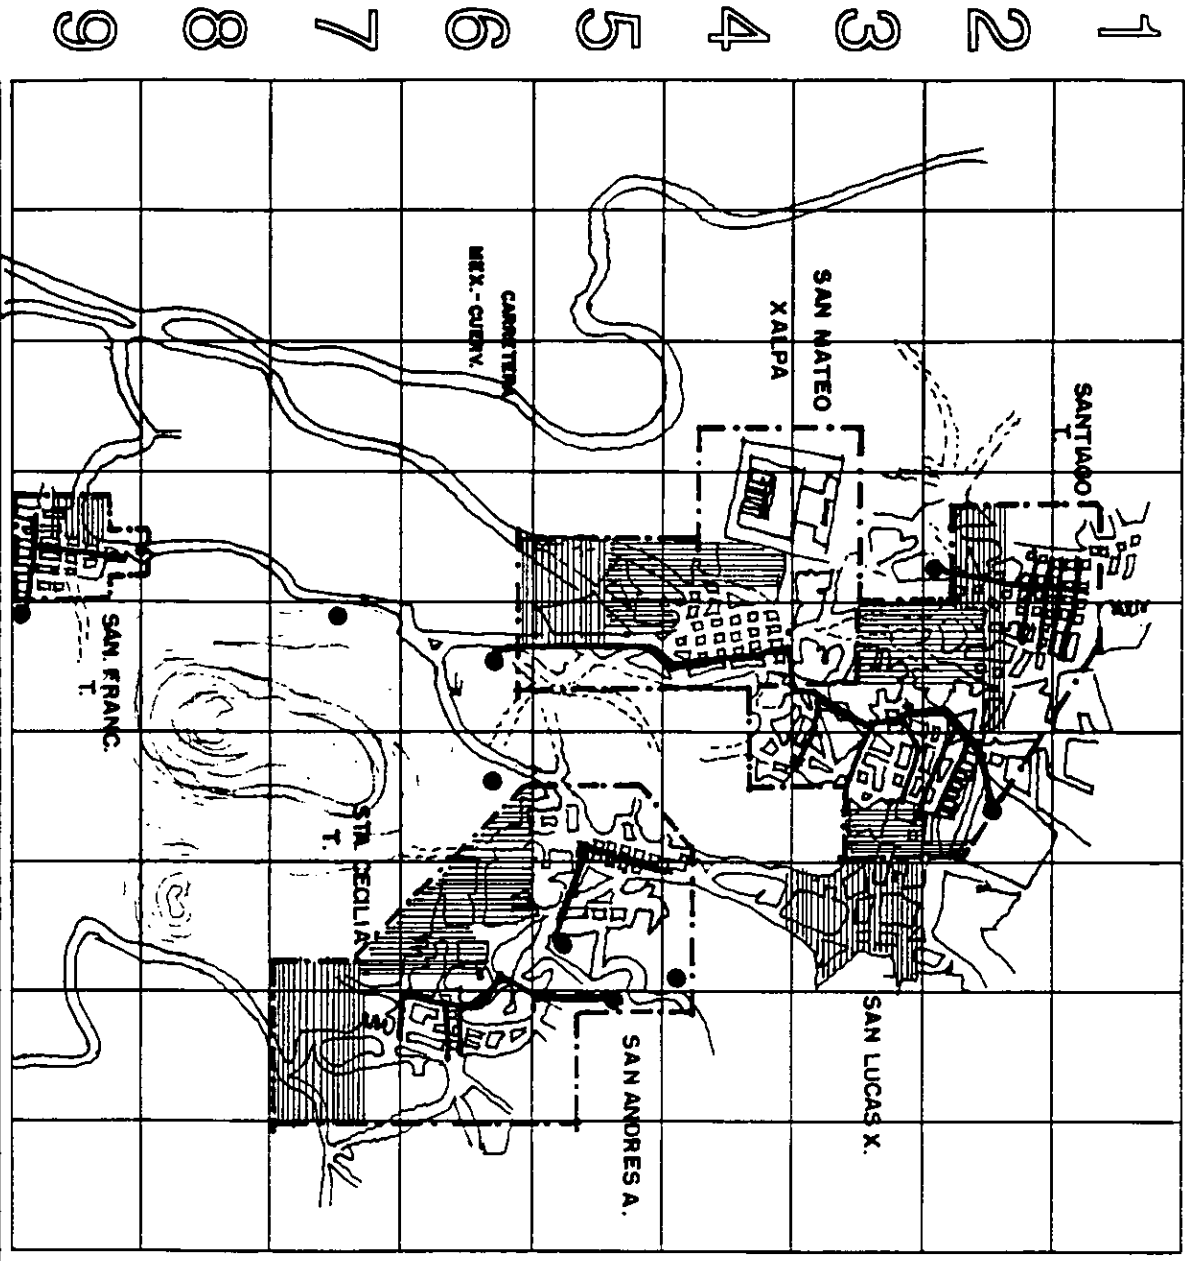 1
2
3
4
5
6
7
8
9
SANTIAGO
T.
SAN MATEO
XALPA
CARRETERA
MEX.-CUERV.
SAN LUCAS X.
SAN ANDRES A.
STA. CECILIA
T.
SAN. FRANC.
T.